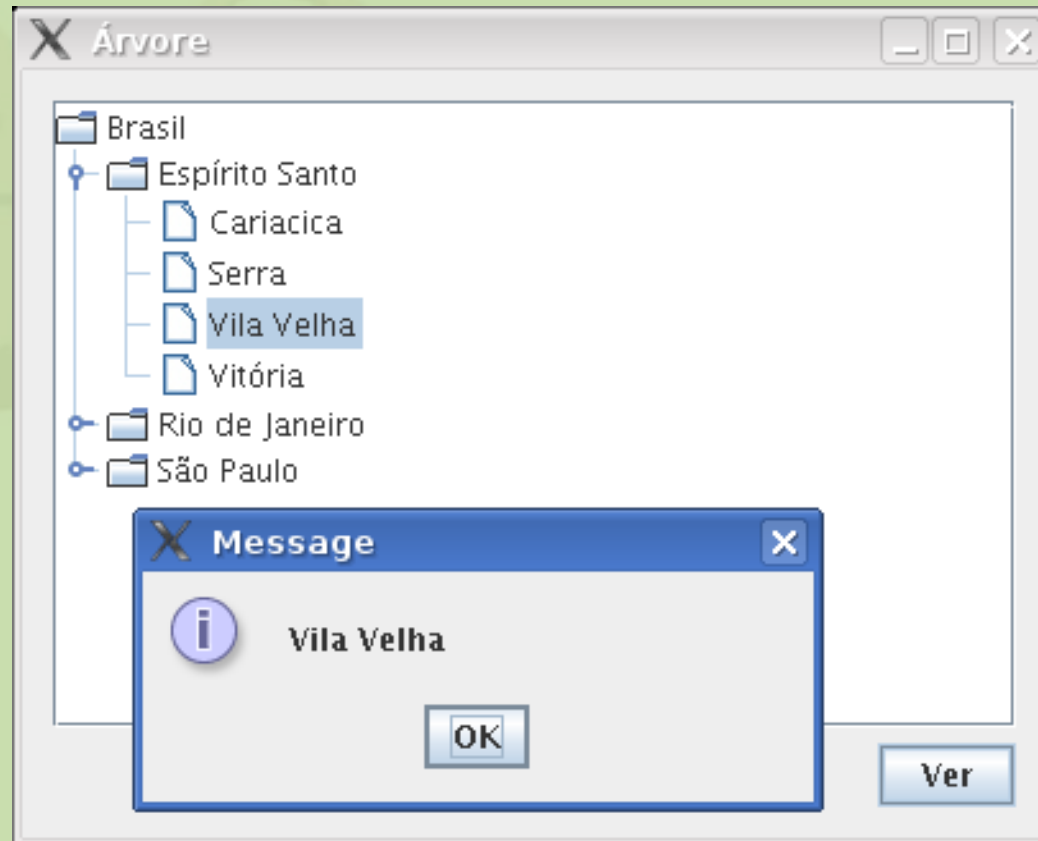 Árvore
Brasil
Espírito Santo
Cariacica
Serra
Vila Velha
Vitória
Rio de Janeiro
São Paulo
Message
Vila Velha
OK
Ver